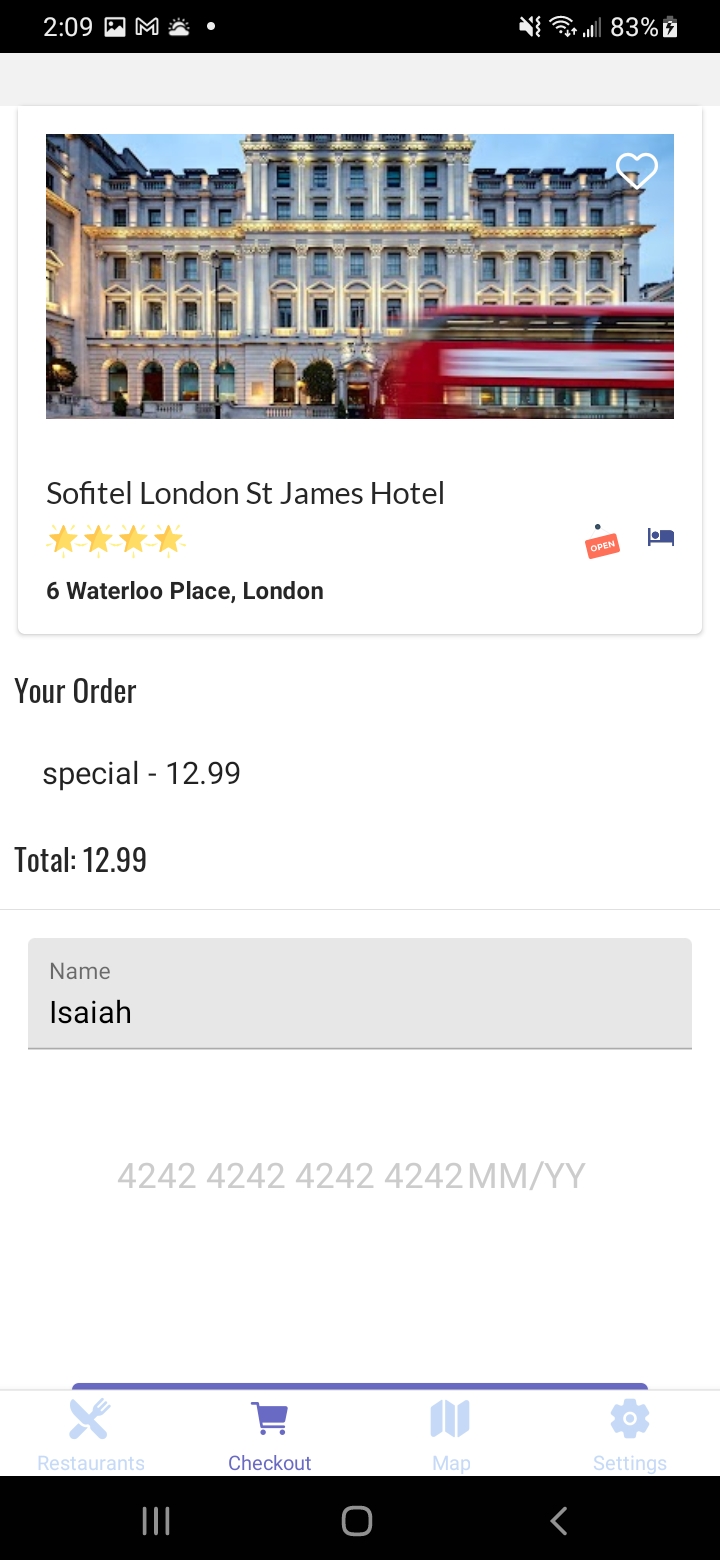 2:09 83%
Sofitel London St James Hotel
OPEN
6 Waterloo Place, London
Your Order
special - 12.99
Total: 12.99
Name
Isaiah
4242 4242 4242 4242 MM/YY
Restaurants Checkout Map Settings